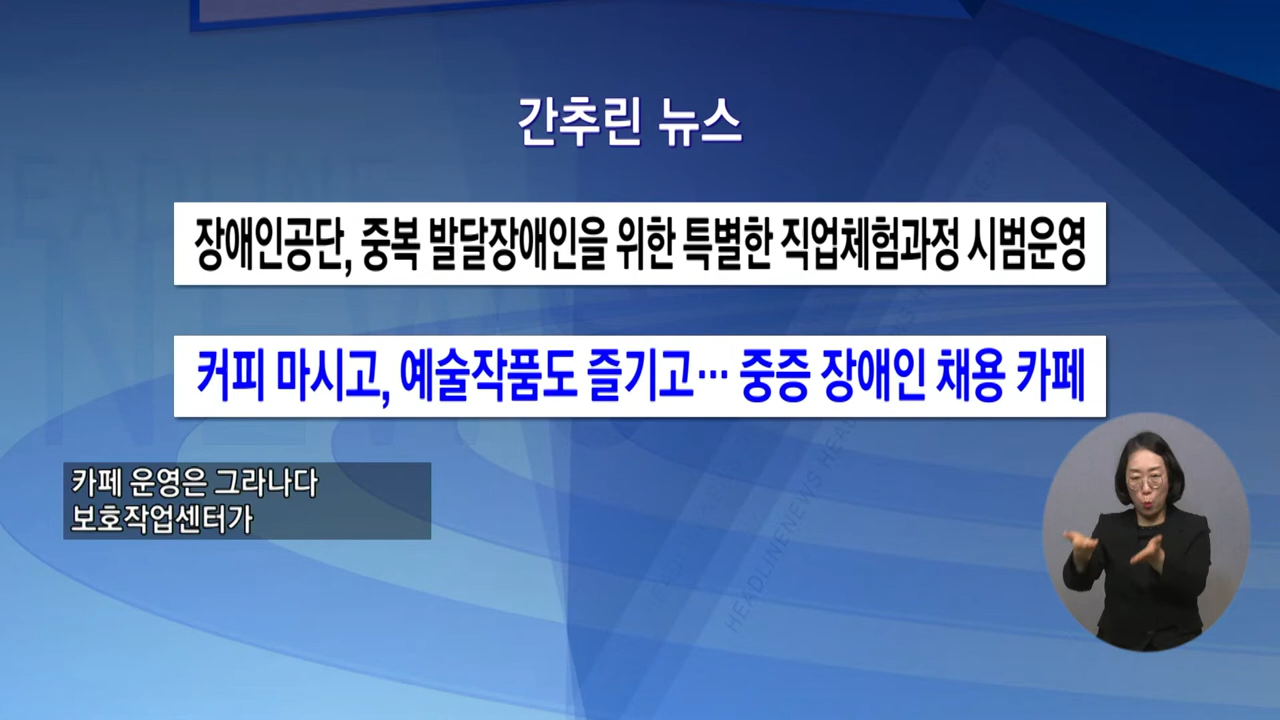 간추린 뉴스
장애인공단, 중복 발달장애인을 위한 특별한 직업체험과정 시범운영
커피 마시고, 예술작품도 즐기고… 중증 장애인 채용 카페
카페 운영은 그라나다
보호작업센터가
HEADLINENEWS